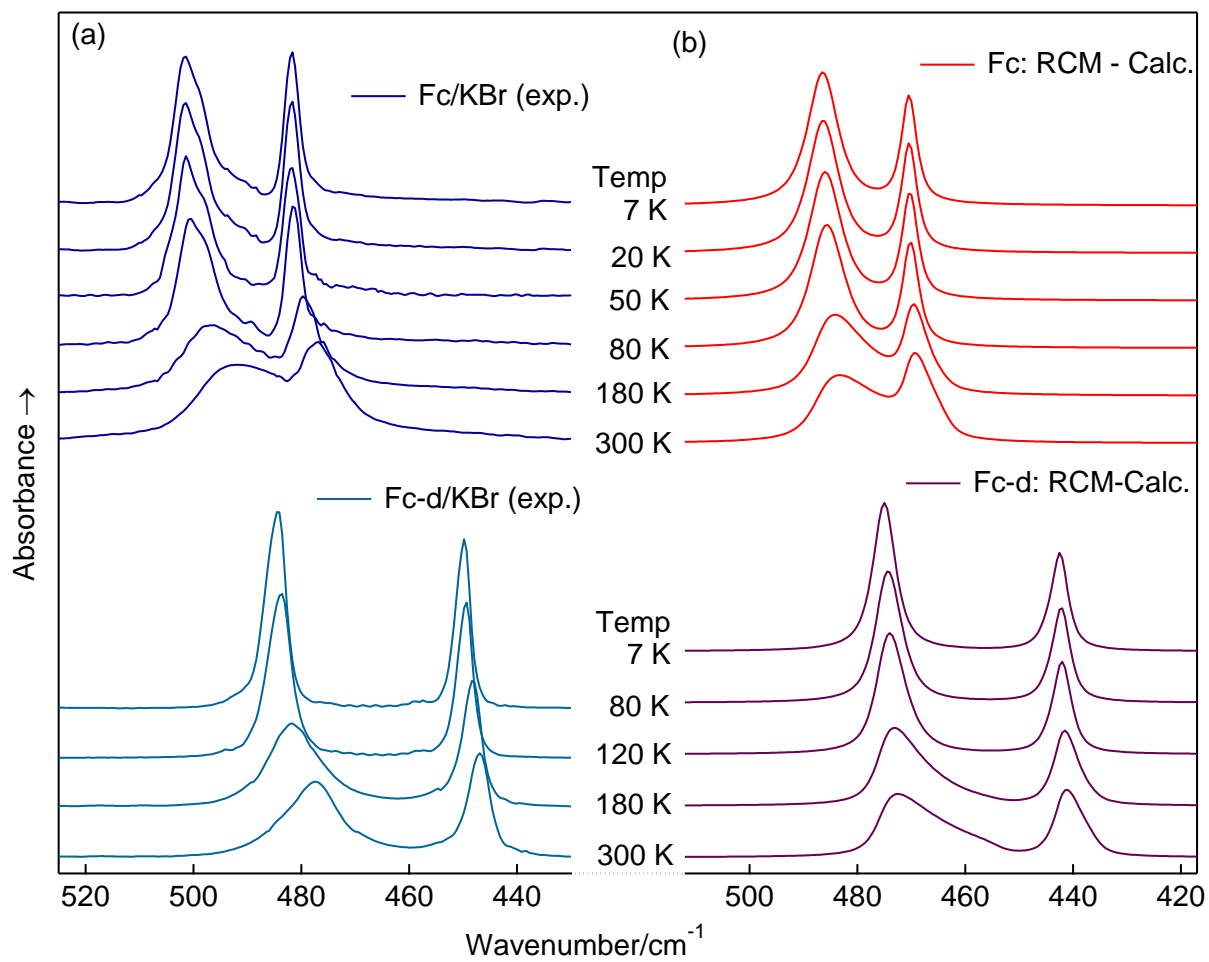 (a)
Fc/KBr (exp.)
(b)
Fc: RCM - Calc.
Temp
7 K
20 K
50 K
80 K
180 K
300 K
Absorbance →
Fc-d/KBr (exp.)
Fc-d: RCM-Calc.
Temp
7 K
80 K
120 K
180 K
300 K
520 500 480 460 440
500 480 460 440 420
Wavenumber/cm⁻¹